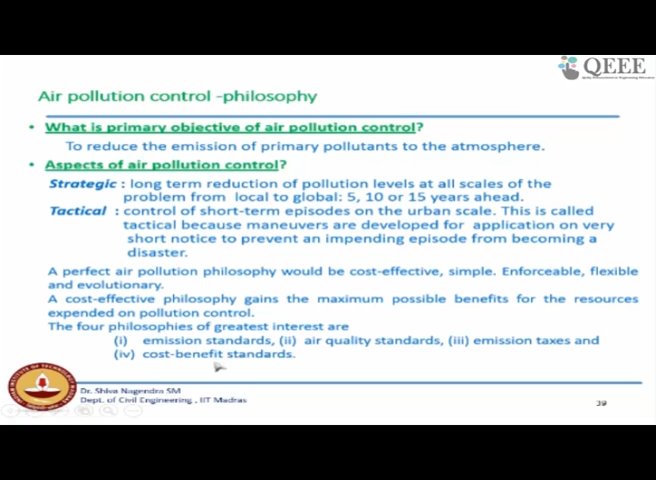 QEEE
Air pollution control -philosophy
• What is primary objective of air pollution control?
To reduce the emission of primary pollutants to the atmosphere.
• Aspects of air pollution control?
Strategic : long term reduction of pollution levels at all scales of the
problem from local to global: 5, 10 or 15 years ahead.
Tactical : control of short-term episodes on the urban scale. This is called
tactical because maneuvers are developed for application on very
short notice to prevent an impending episode from becoming a
disaster.
A perfect air pollution philosophy would be cost-effective, simple. Enforceable, flexible
and evolutionary.
A cost-effective philosophy gains the maximum possible benefits for the resources
expended on pollution control.
The four philosophies of greatest interest are
(i) emission standards, (ii) air quality standards, (iii) emission taxes and
(iv) cost-benefit standards.
Dr. Shiva Nagendra SM
Dept. of Civil Engineering , IIT Madras
39